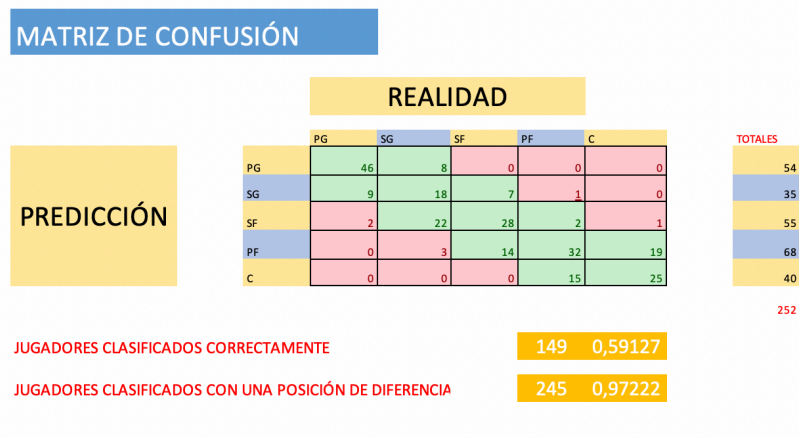 MATRIZ DE CONFUSIÓN
REALIDAD
PG SG SF PF C TOTALES
PG 46 8 0 0 0 54
SG 9 18 7 1 0 35
PREDICCIÓN
SF 2 22 28 2 1 55
PF 0 3 14 32 19 68
C 0 0 0 15 25 40
252
JUGADORES CLASIFICADOS CORRECTAMENTE 149 0,59127
JUGADORES CLASIFICADOS CON UNA POSICIÓN DE DIFERENCIA 245 0,97222